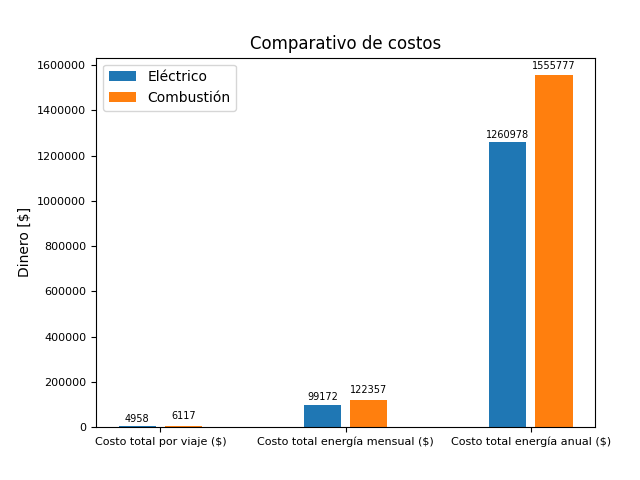 Comparativo de costos
Eléctrico
Combustión
Dinero [$]
1600000
1400000
1200000
1000000
800000
600000
400000
200000
0
4958
6117
99172
122357
1260978
1555777
Costo total por viaje ($)
Costo total energía mensual ($)
Costo total energía anual ($)